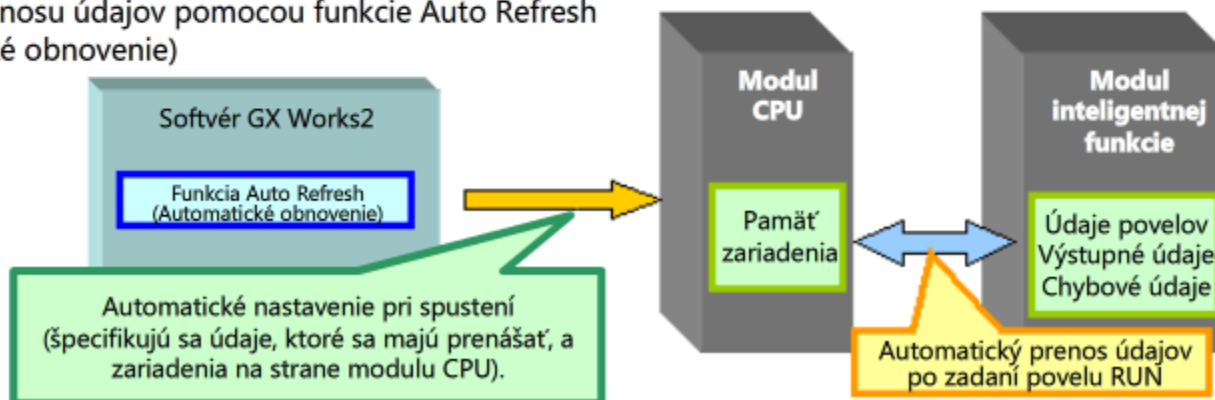 nosu údajov pomocou funkcie Auto Refresh
é obnovenie)
Softvér GX Works2
Funkcia Auto Refresh
(Automatické obnovenie)
Automatické nastavenie pri spustení
(špecifikujú sa údaje, ktoré sa majú prenášať, a
zariadenia na strane modulu CPU).
Modul
CPU
Pamäť
zariadenia
Modul
inteligentnej
funkcie
Údaje povelov
Výstupné údaje
Chybové údaje
Automatický prenos údajov
po zadaní povelu RUN